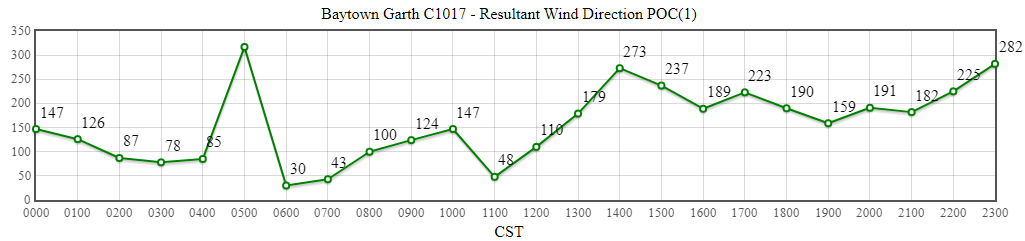 Baytown Garth C1017 - Resultant Wind Direction POC(1)
350
300
250
200
150
100
50
0
147 126 87 78 85 30 43 100 124 147 48 110 179 273 237 189 223 190 159 191 182 225 282
0000 0100 0200 0300 0400 0500 0600 0700 0800 0900 1000 1100 1200 1300 1400 1500 1600 1700 1800 1900 2000 2100 2200 2300
CST